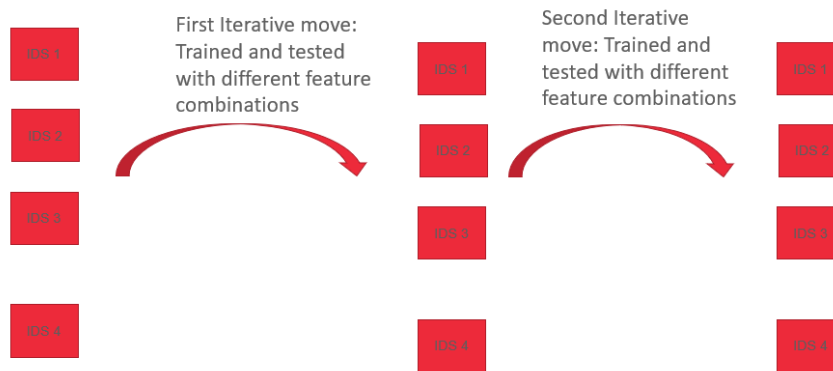 IDS 1
IDS 2
IDS 3
IDS 4
First Iterative move:
Trained and tested
with different feature
combinations
IDS 1
IDS 2
IDS 3
IDS 4
Second Iterative
move: Trained and
tested with different
feature combinations
IDS 1
IDS 2
IDS 3
IDS 4